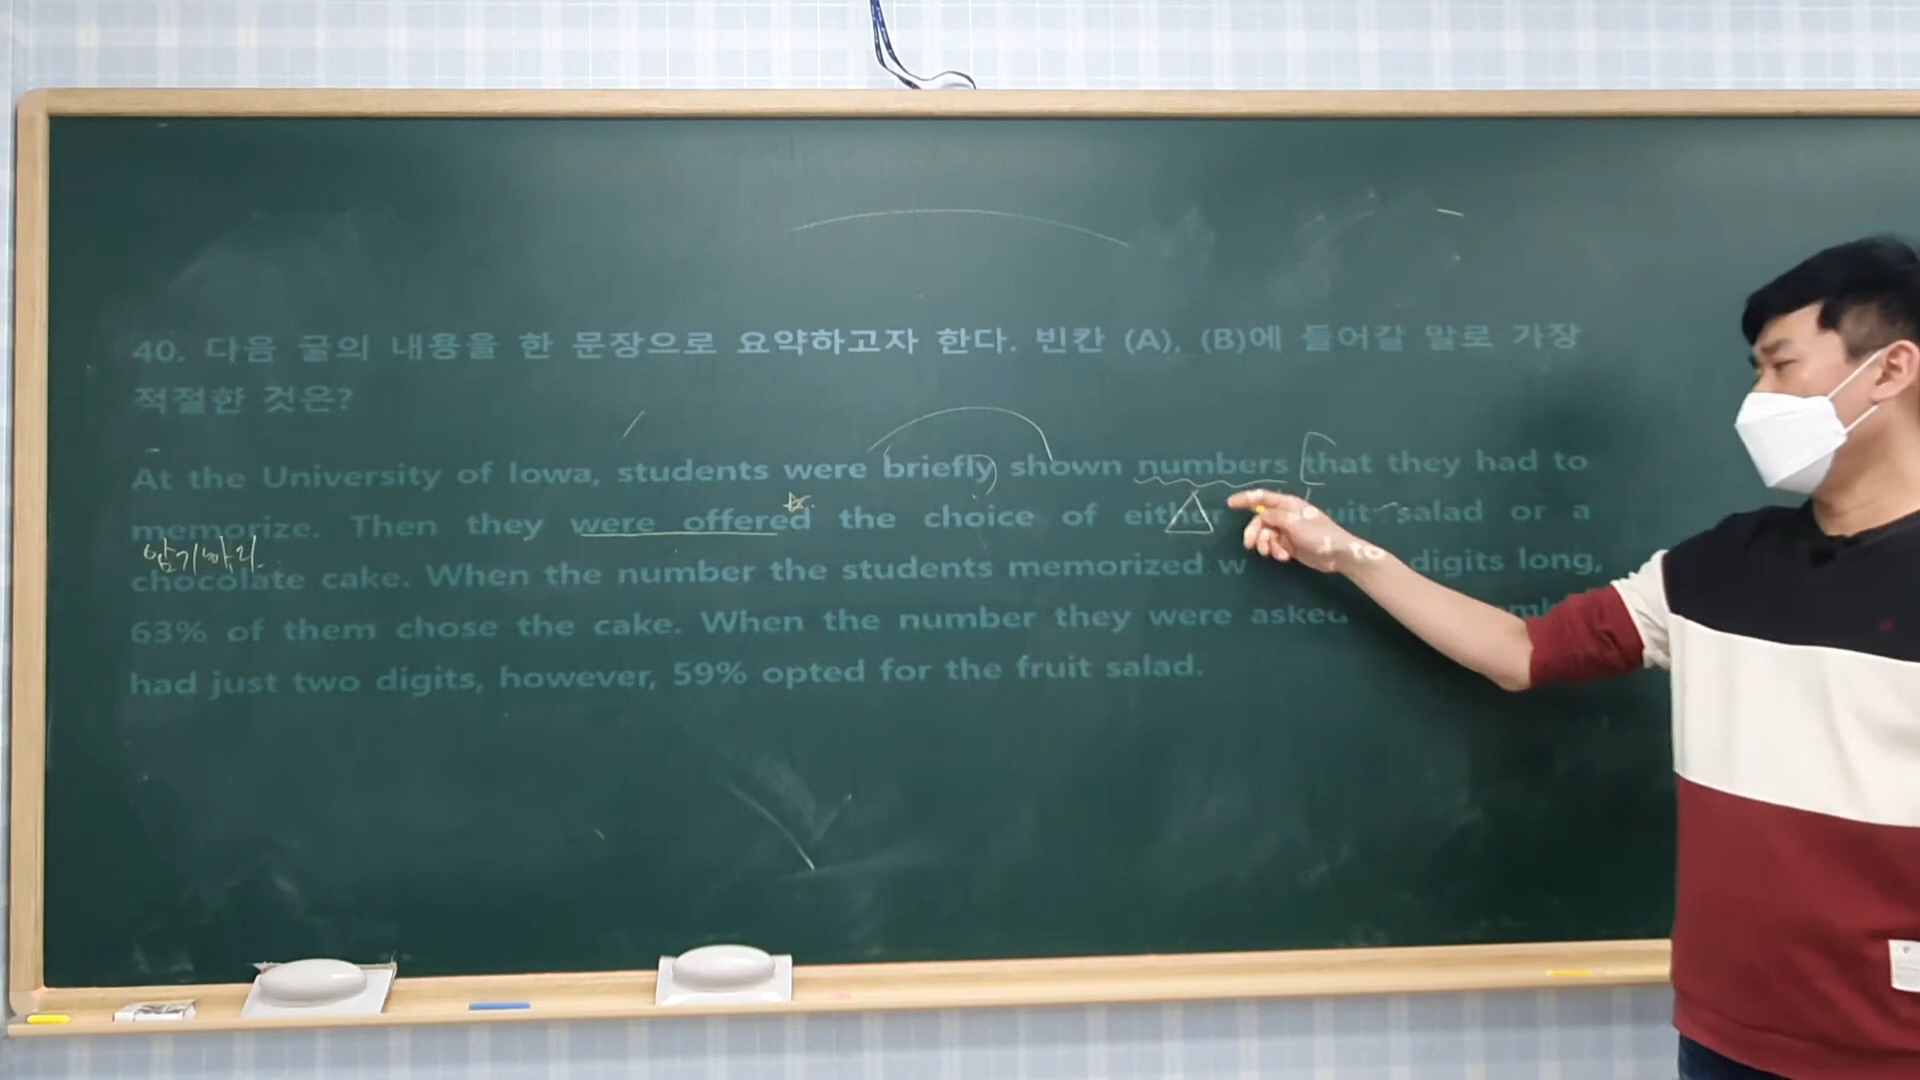 40. 다음 글의 내용을 한 문장으로 요약하고자 한다. 빈칸 (A), (B)에 들어갈 말로 가장
적절한 것은?
At the University of Iowa, students were briefly shown numbers that they had to
memorize. Then they were offered the choice of either salad or a
암기하리
chocolate cake. When the number the students memorized digits long,
63% of them chose the cake. When the number they were asked
had just two digits, however, 59% opted for the fruit salad.